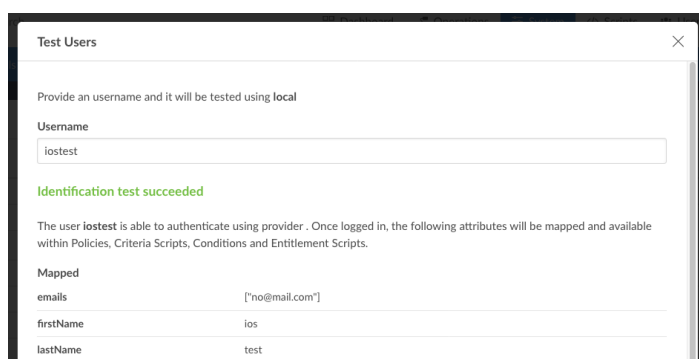 Dashboard Operations Scripts
Test Users
Provide an username and it will be tested using local
Username
iostest
Identification test succeeded
The user iostest is able to authenticate using provider . Once logged in, the following attributes will be mapped and available
within Policies, Criteria Scripts, Conditions and Entitlement Scripts.
Mapped
emails ["no@mail.com"]
firstName ios
lastName test